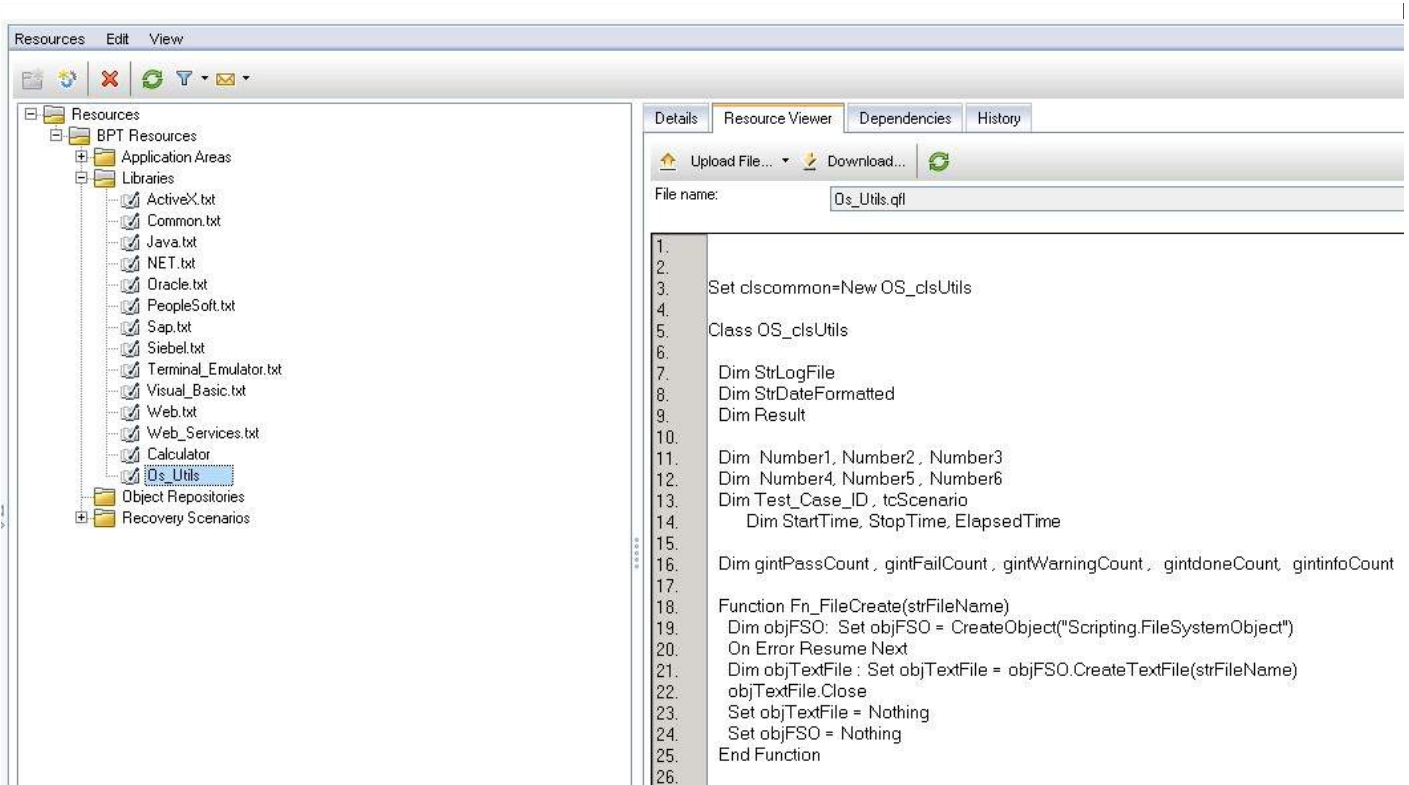 Resources Edit View
Resources
BPT Resources
Application Areas
Libraries
ActiveX.txt
Common.txt
Java.txt
NET.txt
Oracle.txt
PeopleSoft.txt
Sap.txt
Siebel.txt
Terminal_Emulator.txt
Visual_Basic.txt
Web.txt
Web_Services.txt
Calculator
Os_Utils
Object Repositories
Recovery Scenarios
Details Resource Viewer Dependencies History
Upload File... Download...
File name: Os_Utils.qfl
1.
2.
3. Set clscommon=New OS_clsUtils
4.
5. Class OS_clsUtils
6.
7. Dim StrLogFile
8. Dim StrDateFormatted
9. Dim Result
10.
11. Dim Number1, Number2 , Number3
12. Dim Number4, Number5 , Number6
13. Dim Test_Case_ID , tcScenario
14. Dim StartTime, StopTime, ElapsedTime
15.
16. Dim gintPassCount , gintFailCount , gintWarningCount , gintdoneCount, gintinfoCount
17.
18. Function Fn_FileCreate(strFileName)
19. Dim objFSO: Set objFSO = CreateObject("Scripting.FileSystemObject")
20. On Error Resume Next
21. Dim objTextFile : Set objTextFile = objFSO.CreateTextFile(strFileName)
22. objTextFile.Close
23. Set objTextFile = Nothing
24. Set objFSO = Nothing
25. End Function
26.